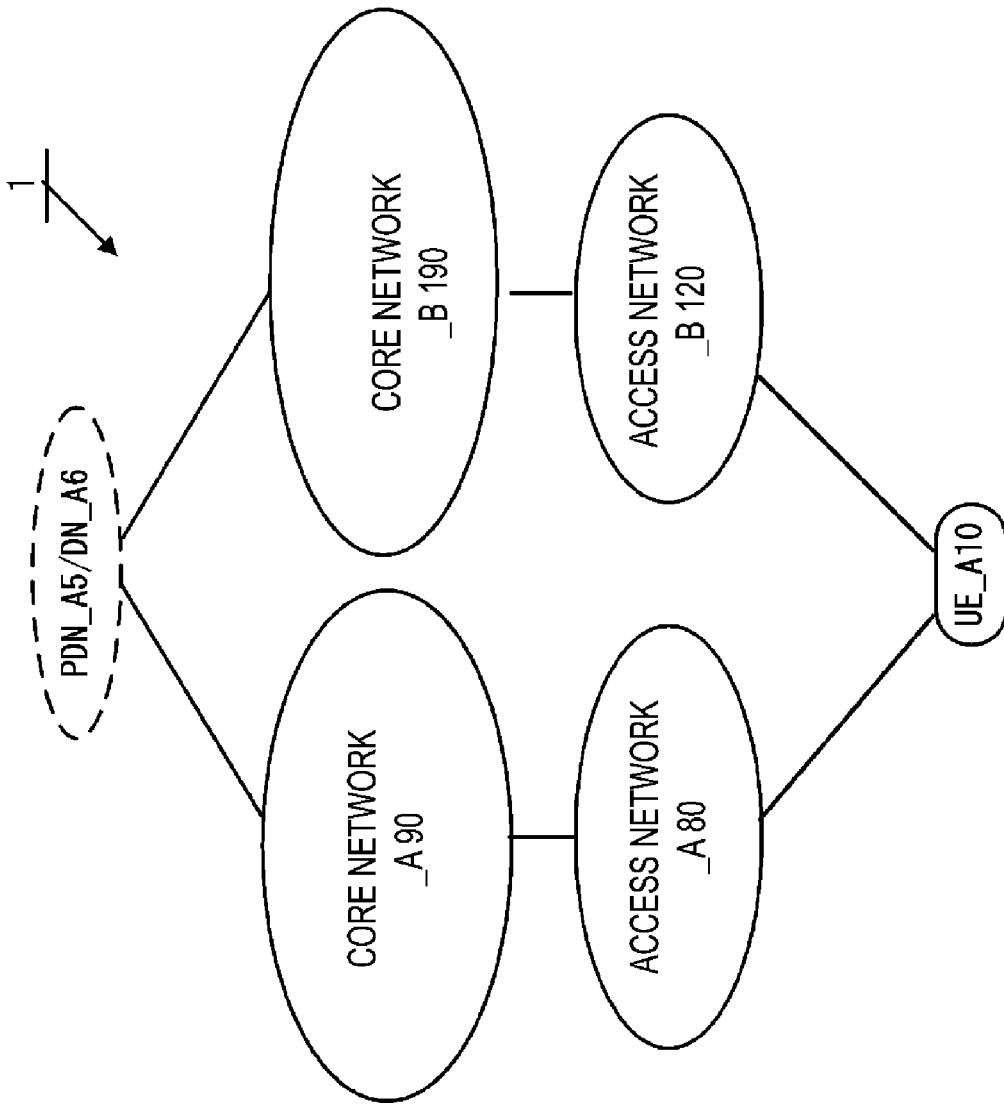 1
PDN_A5/DN_A6
CORE NETWORK
_A 90
CORE NETWORK
_B 190
ACCESS NETWORK
_A 80
ACCESS NETWORK
_B 120
UE_A10